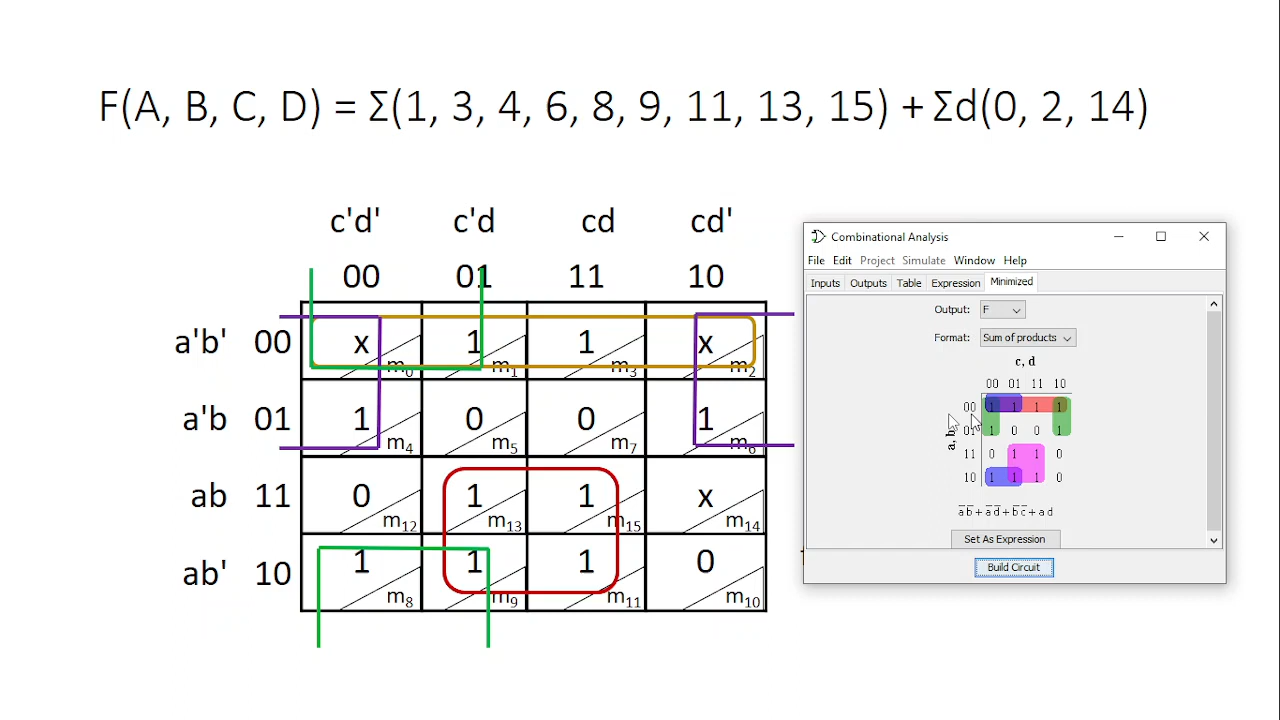 F(A, B, C, D) = Σ(1, 3, 4, 6, 8, 9, 11, 13, 15) + Σd(0, 2, 14)
c'd' c'd cd cd'
00 01 11 10
a'b' 00 x m0 1 m1 1 m3 x m2
a'b 01 1 m4 0 m5 0 m7 1 m6
ab 11 0 m12 1 m13 1 m15 x m14
ab' 10 1 m8 1 m9 1 m11 0 m10
Combinational Analysis
File Edit Project Simulate Window Help
Inputs Outputs Table Expression Minimized
Output: F
Format: Sum of products
c, d
00 01 11 10
a, b
00 1 1 1 1
01 1 0 0 1
11 0 1 1 0
10 1 1 1 0
a̅ b̅ + a̅ d̅ + b̅ c̅ + a d
Set As Expression
Build Circuit